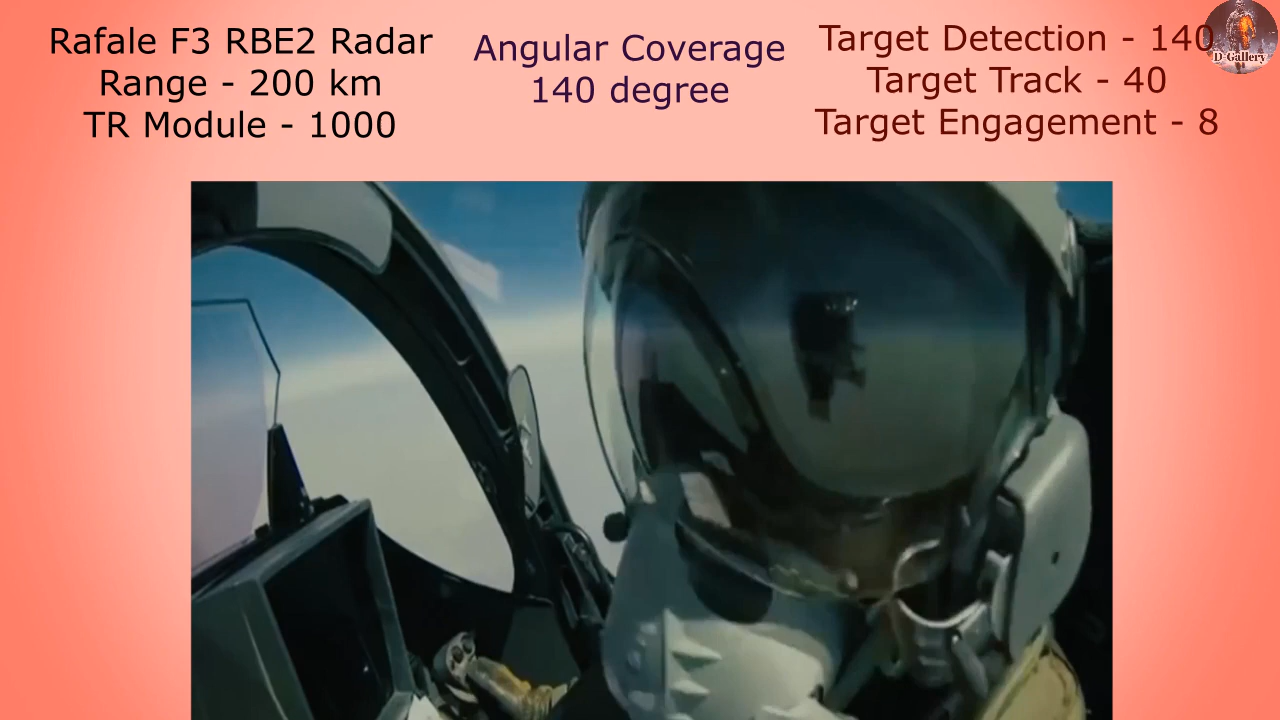 Rafale F3 RBE2 Radar
Range - 200 km
TR Module - 1000
Angular Coverage
140 degree
Target Detection - 140
Target Track - 40
Target Engagement - 8
D-Gallery